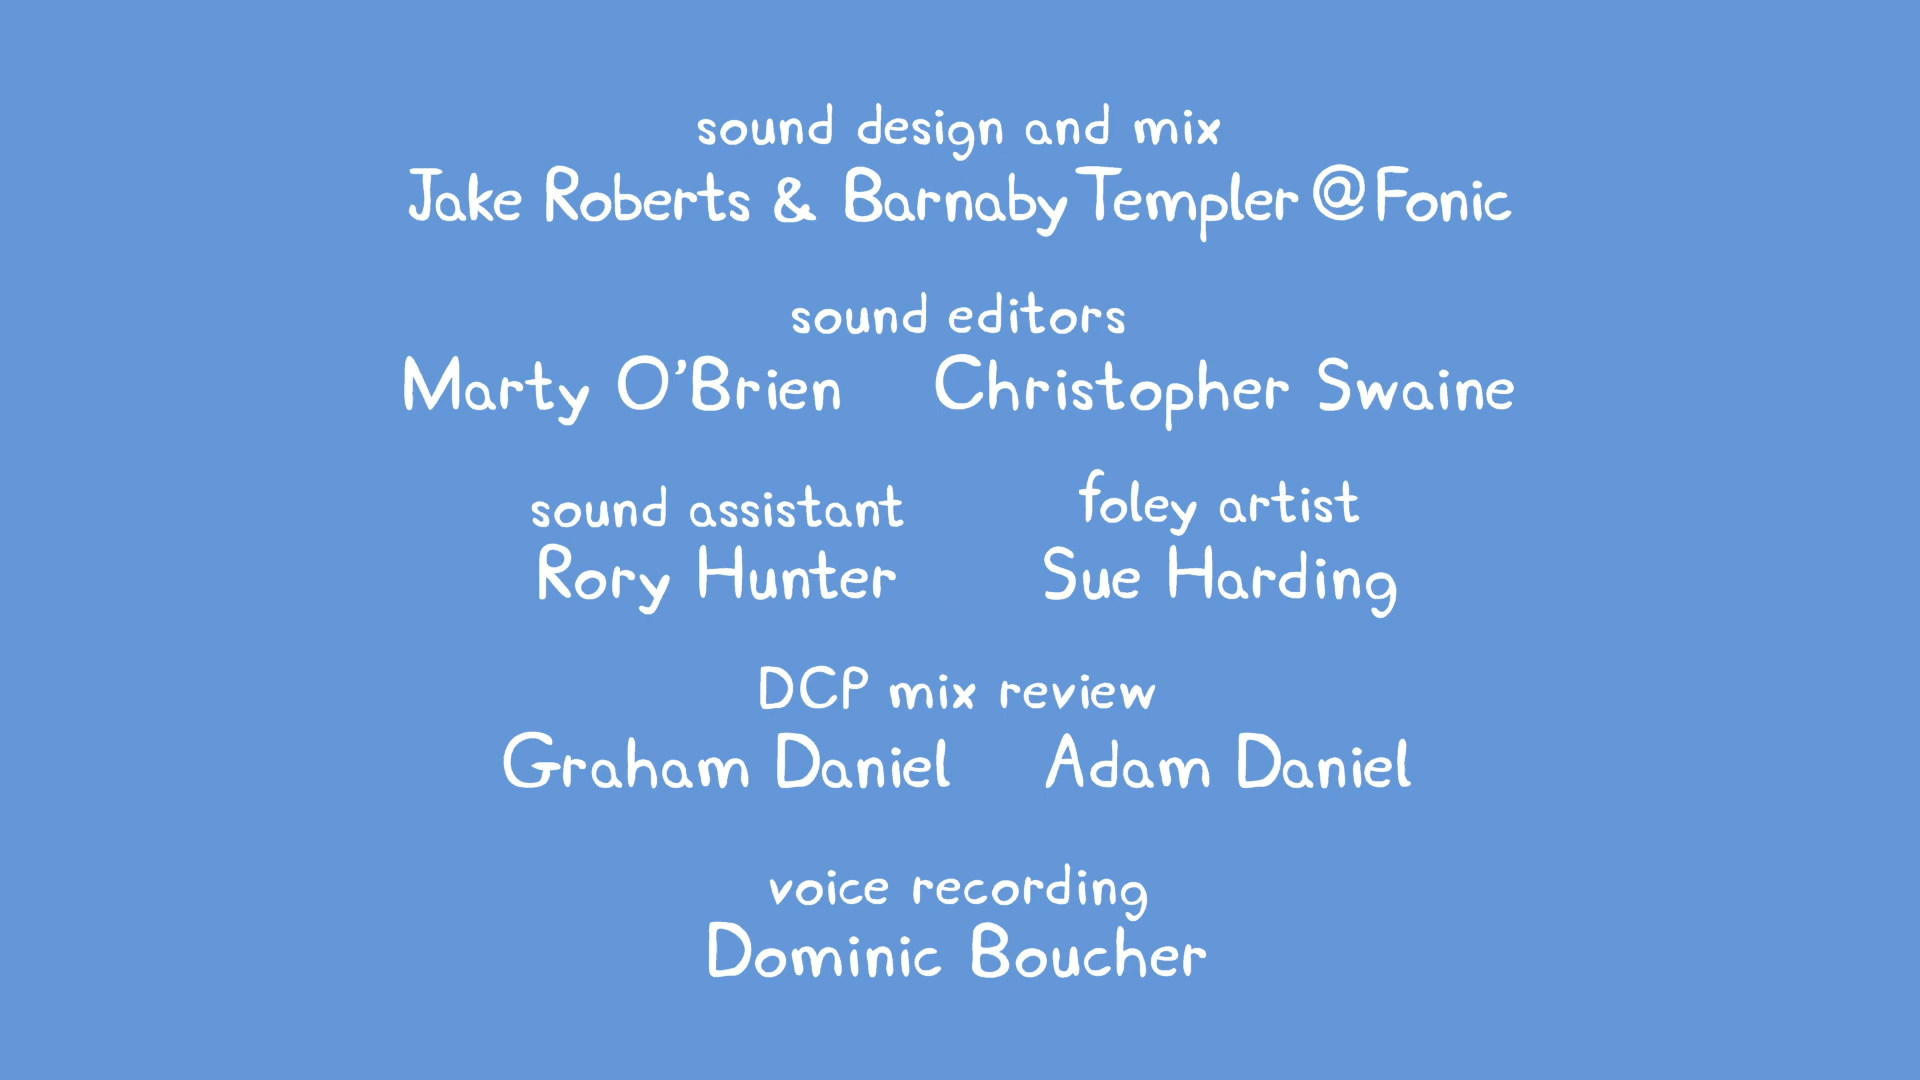 sound design and mix
Jake Roberts & Barnaby Templer @ Fonic
sound editors
Marty O'Brien Christopher Swaine
sound assistant foley artist
Rory Hunter Sue Harding
DCP mix review
Graham Daniel Adam Daniel
voice recording
Dominic Boucher